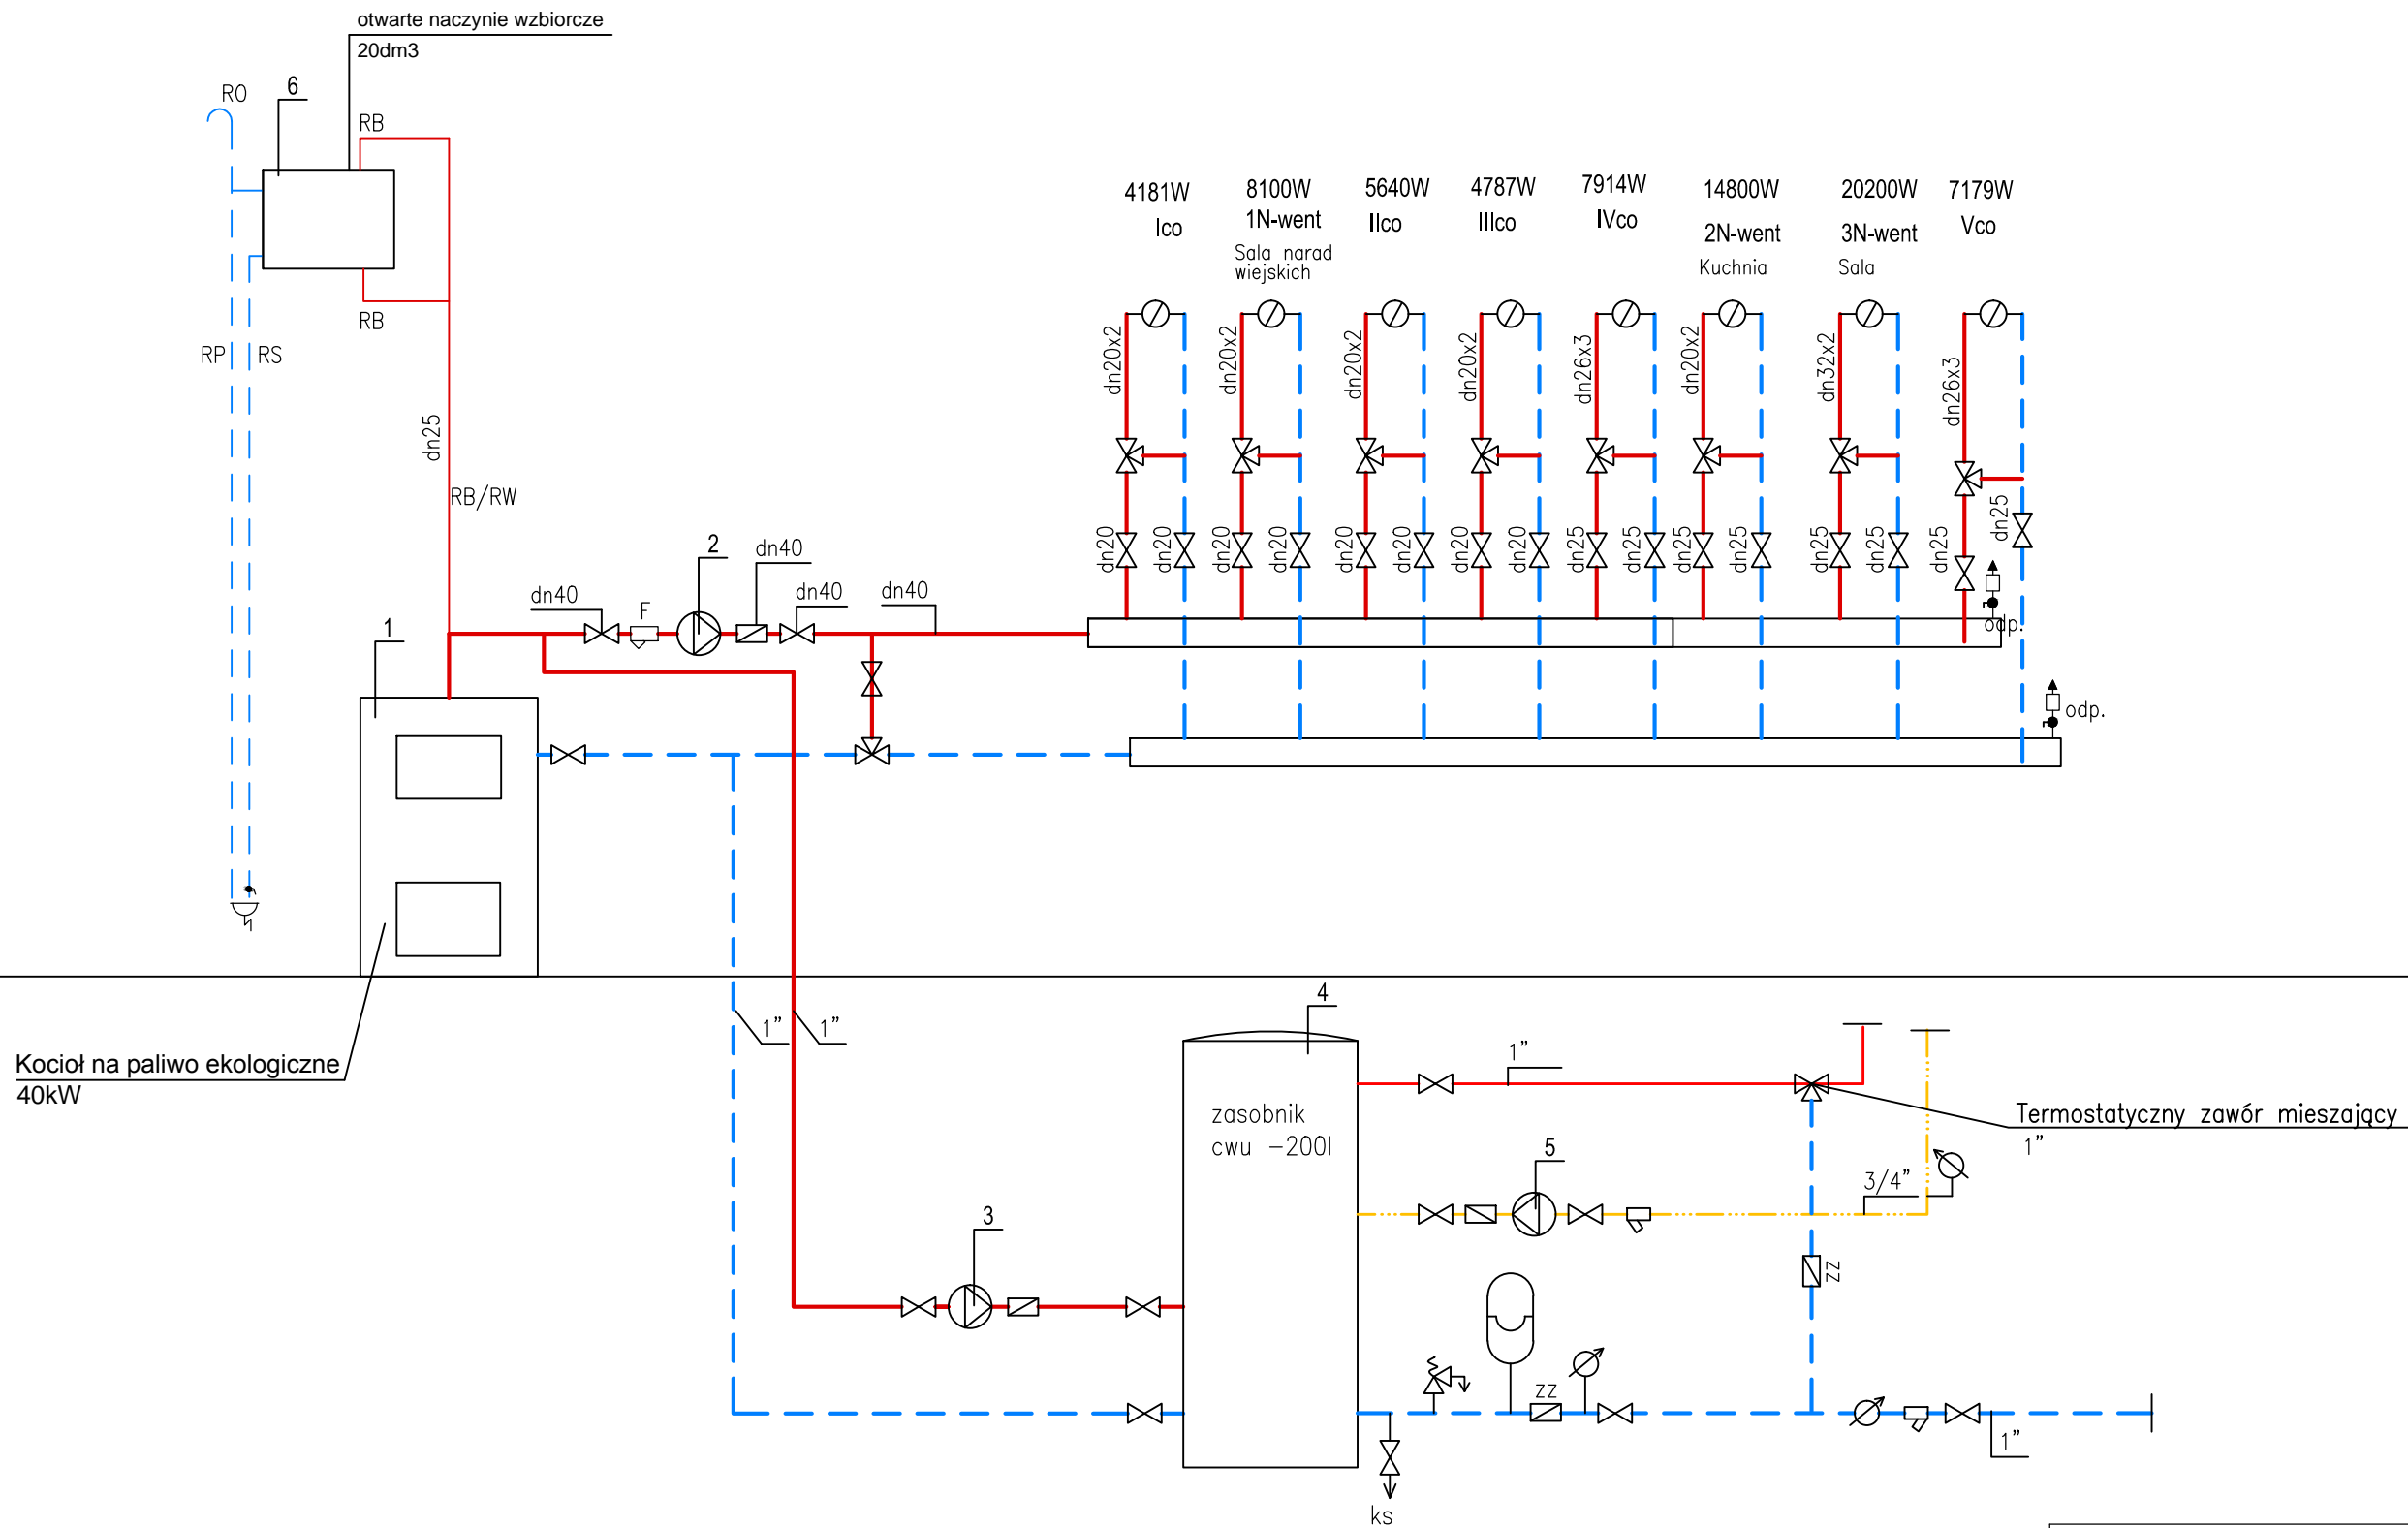 otwarte naczynie wzbiorcze
20dm3
RO
6
RB
RB
RP
RS
dn25
RB/RW
4181W
Ico
8100W
1N-went
Sala narad
wiejskich
5640W
IIco
4787W
IIIco
7914W
IVco
14800W
2N-went
Kuchnia
20200W
3N-went
Sala
7179W
Vco
dn20x2
dn20x2
dn20x2
dn20x2
dn26x3
dn20x2
dn32x2
dn26x3
dn20
dn20
dn20
dn20
dn20
dn20
dn20
dn20
dn25
dn25
dn25
dn25
dn25
dn25
dn25
dn25
odp.
odp.
1
dn40
F
2
dn40
dn40
dn40
Kocioł na paliwo ekologiczne
40kW
1”
1”
3
4
zasobnik
cwu -200l
1”
Termostatyczny zawór mieszający
1”
5
3/4”
zz
zz
1”
ks